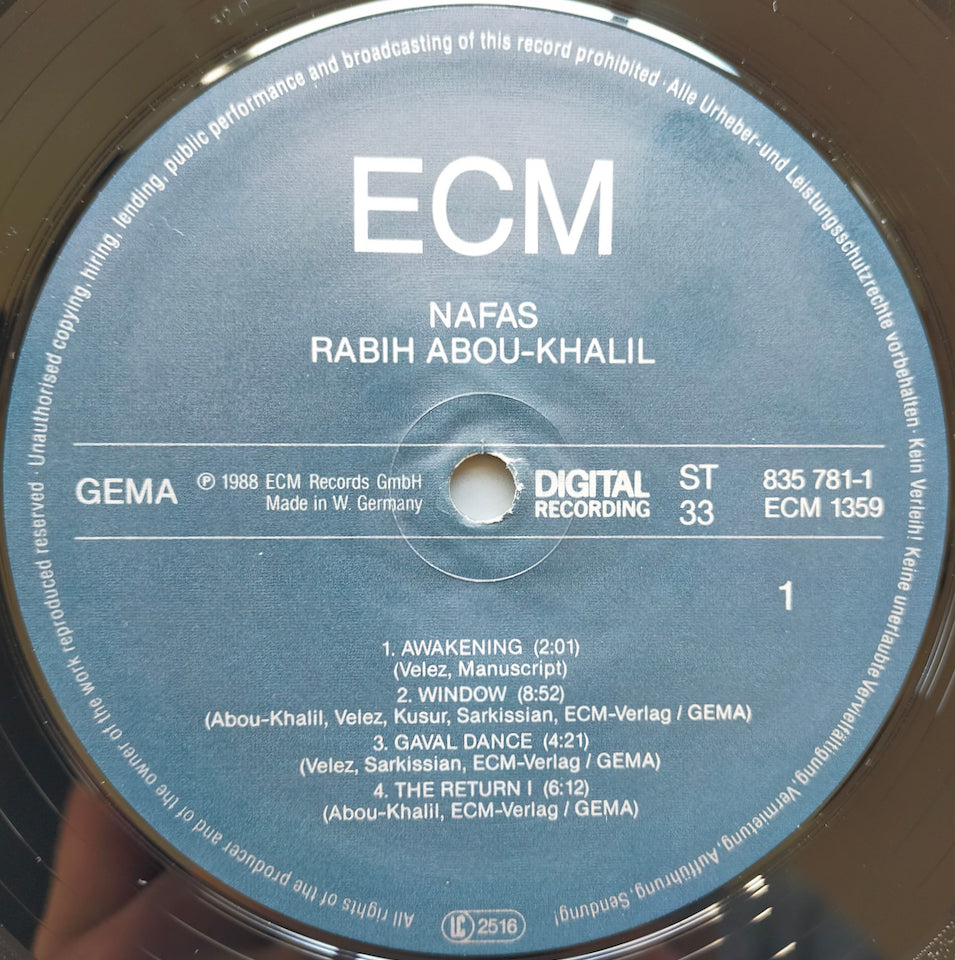 ECM
NAFAS
RABIH ABOU-KHALIL
GEMA
℗ 1988 ECM Records GmbH
Made in W. Germany
DIGITAL
RECORDING
ST
33
835 781-1
ECM 1359
1
1. AWAKENING (2:01)
(Velez, Manuscript)
2. WINDOW (8:52)
(Abou-Khalil, Velez, Kusur, Sarkissian, ECM-Verlag / GEMA)
3. GAVAL DANCE (4:21)
(Velez, Sarkissian, ECM-Verlag / GEMA)
4. THE RETURN I (6:12)
(Abou-Khalil, ECM-Verlag / GEMA)
All rights of the producer and of the owner of the work reproduced reserved · Unauthorised copying, hiring, lending, public performance and broadcasting of this record prohibited · Alle Urheber-und Leistungsschutzrechte vorbehalten · Kein Verleih! Keine unerlaubte Vervielfältigung, Vermietung, Aufführung, Sendung!
LC 2516